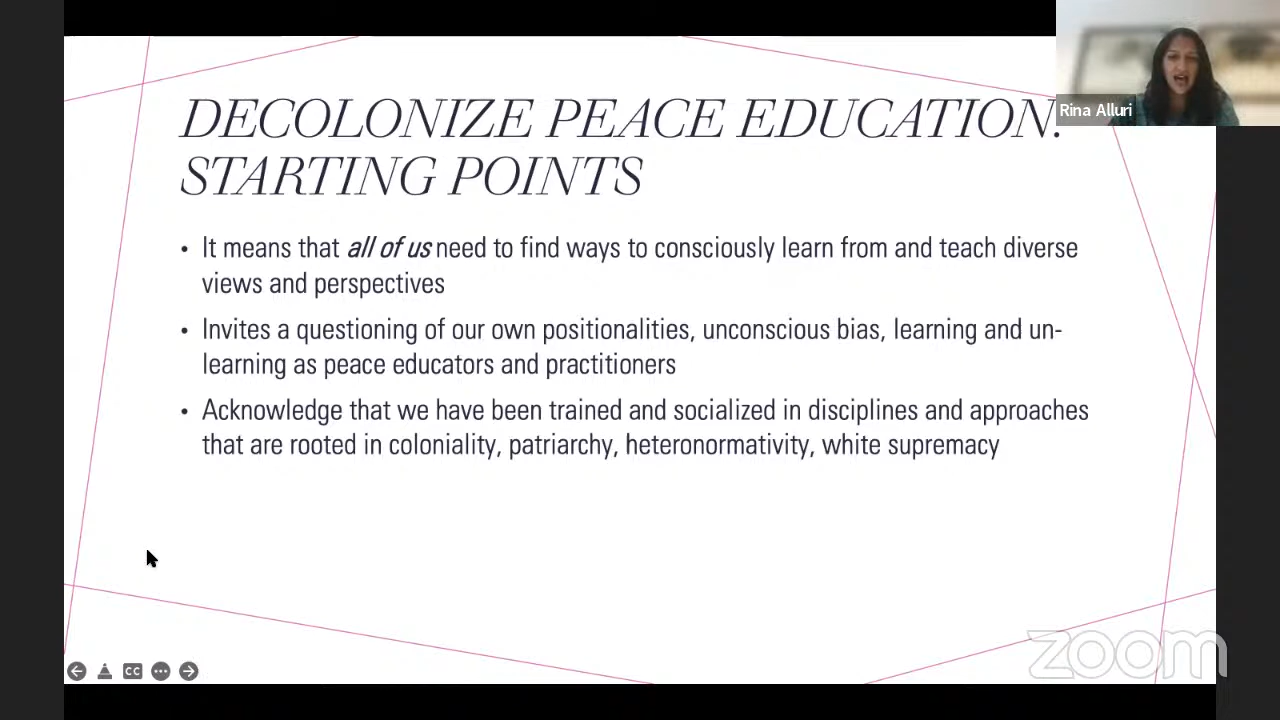 DECOLONIZE PEACE EDUCATION:
STARTING POINTS
Rina Alluri
• It means that all of us need to find ways to consciously learn from and teach diverse
views and perspectives
• Invites a questioning of our own positionalities, unconscious bias, learning and un-
learning as peace educators and practitioners
• Acknowledge that we have been trained and socialized in disciplines and approaches
that are rooted in coloniality, patriarchy, heteronormativity, white supremacy
CC
zoom